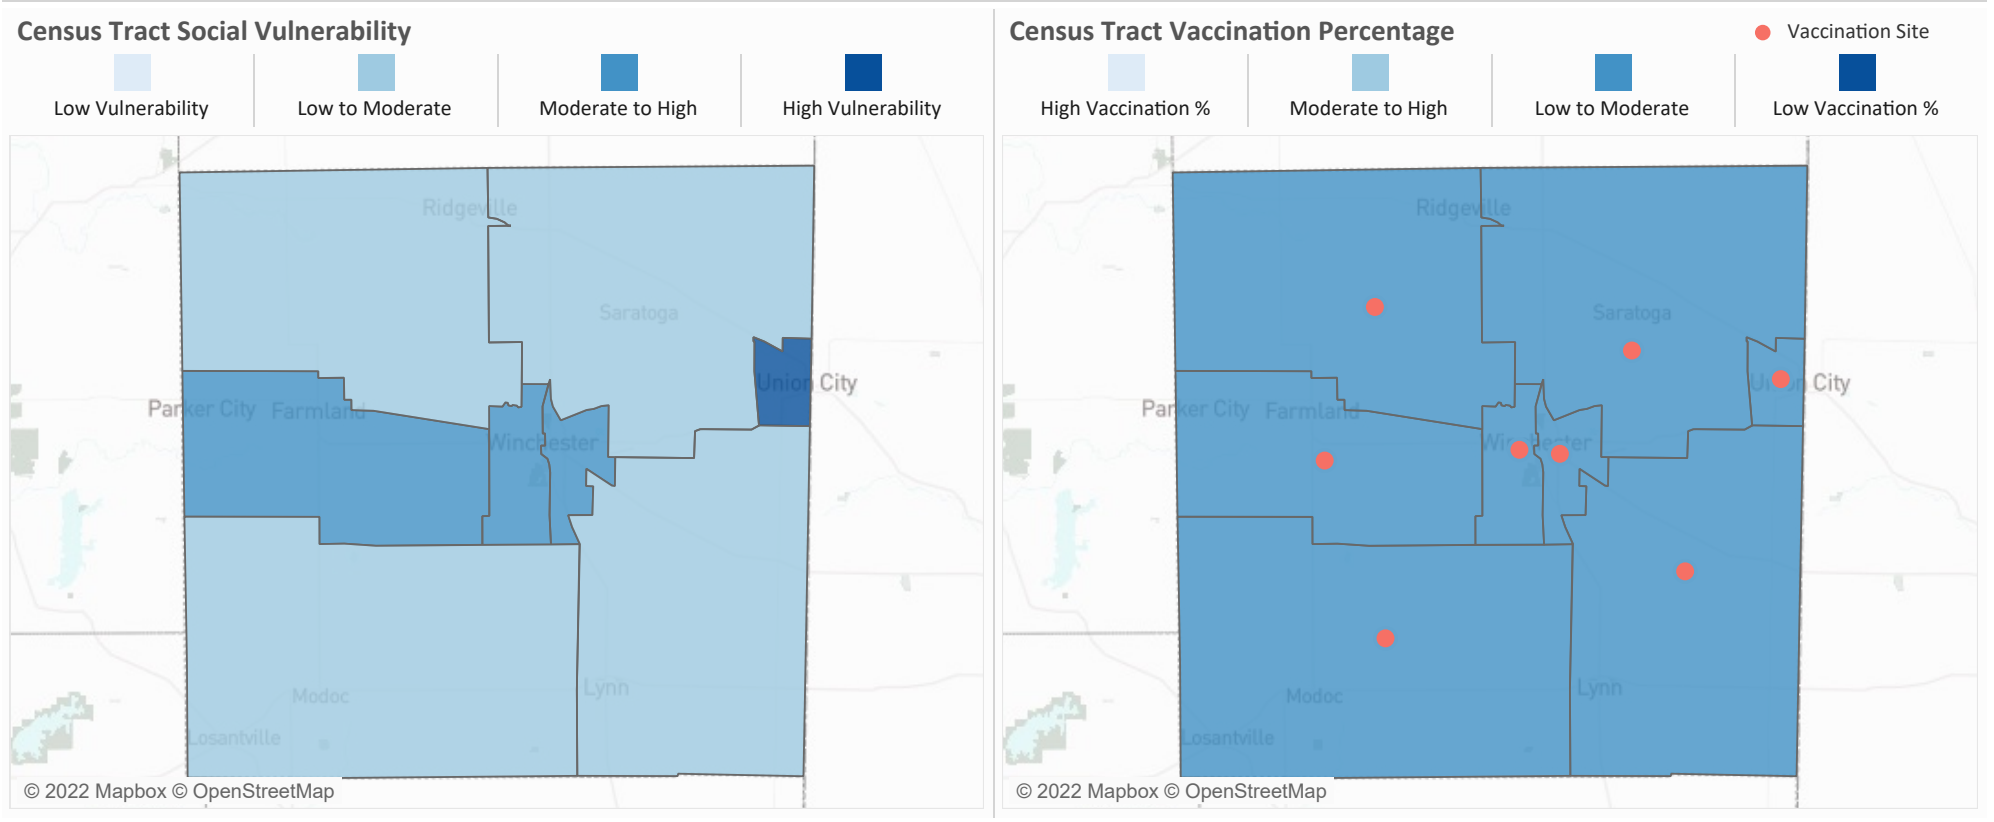 Census Tract Social Vulnerability
Low Vulnerability
Low to Moderate
Moderate to High
High Vulnerability
Ridgeville
Saratoga
Union City
Parker City
Farmland
Winchester
Lynn
Modoc
Losantville
© 2022 Mapbox © OpenStreetMap
Census Tract Vaccination Percentage
Vaccination Site
High Vaccination %
Moderate to High
Low to Moderate
Low Vaccination %
Ridgeville
Saratoga
Union City
Parker City
Farmland
Winchester
Lynn
Modoc
Losantville
© 2022 Mapbox © OpenStreetMap